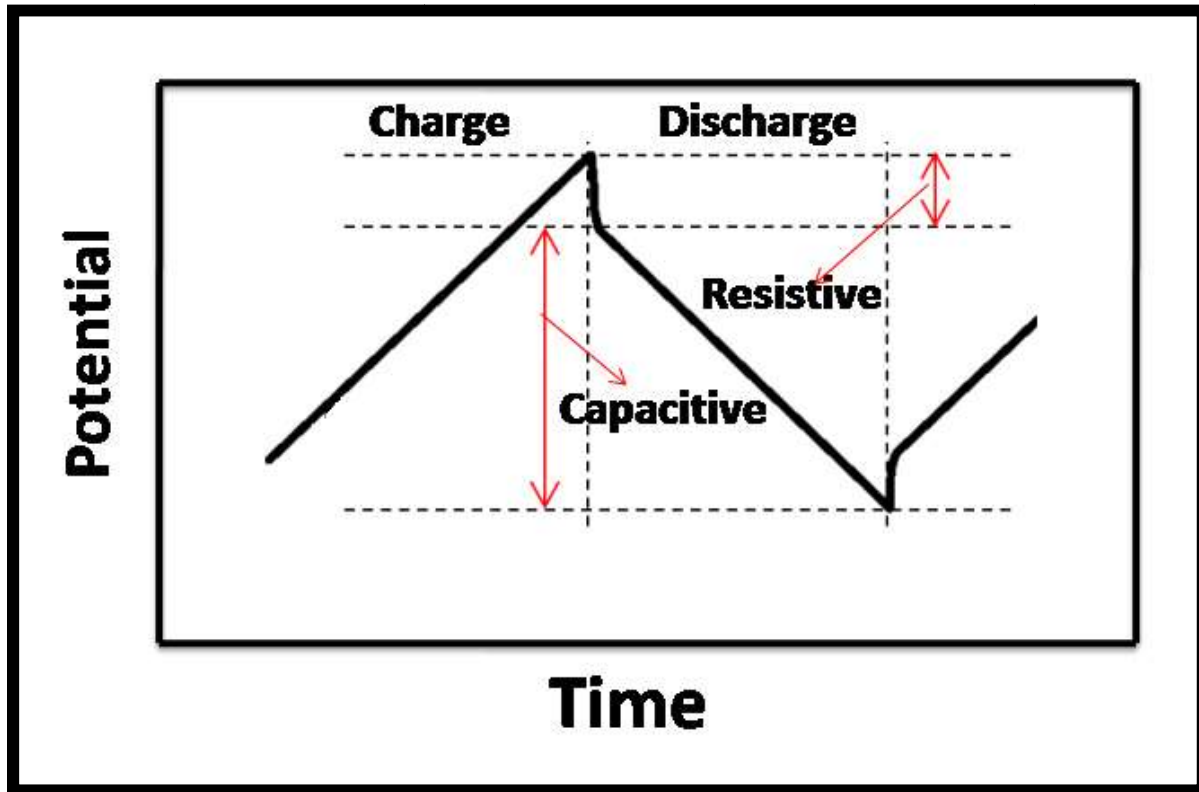 Charge
Discharge
Resistive
Capacitive
Potential
Time